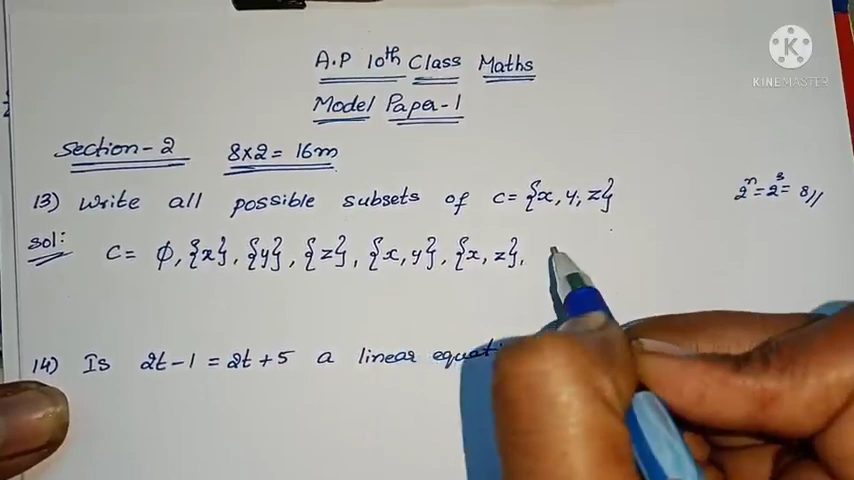 A.P 10th Class Maths
Model Paper-1
KINEMASTER
Section-2 8x2=16m
13) Write all possible subsets of C={x,y,z} 2ⁿ=2³=8//
Sol: C= ϕ,{x},{y},{z},{x,y},{x,z},
14) Is 2t-1=2t+5 a linear